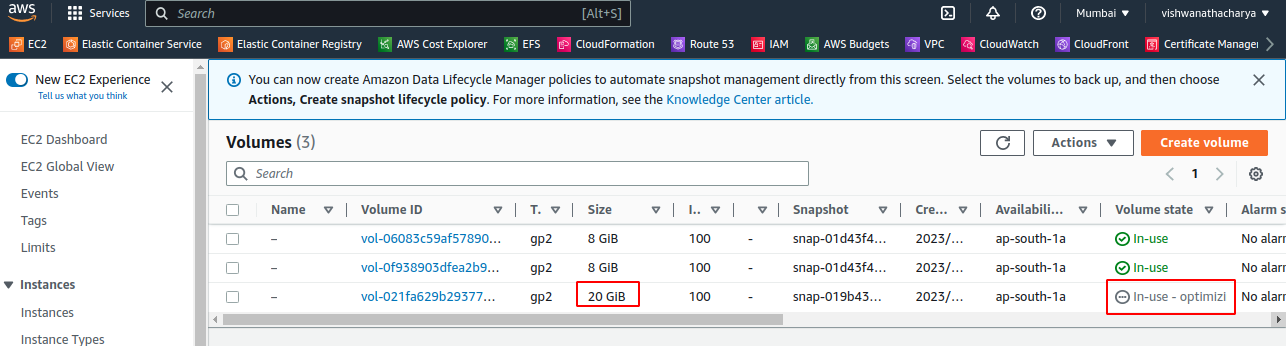 aws Services Search [Alt+S] Mumbai vishwanathacharya
EC2 Elastic Container Service Elastic Container Registry AWS Cost Explorer EFS CloudFormation Route 53 IAM AWS Budgets VPC CloudWatch CloudFront Certificate Manager
New EC2 Experience
Tell us what you think
EC2 Dashboard
EC2 Global View
Events
Tags
Limits
Instances
Instances
Instance Types
You can now create Amazon Data Lifecycle Manager policies to automate snapshot management directly from this screen. Select the volumes to back up, and then choose
Actions, Create snapshot lifecycle policy. For more information, see the Knowledge Center article.
Volumes (3) Actions Create volume
Search 1
Name Volume ID T. Size I.. Snapshot Cre... Availabili... Volume state Alarm s
– vol-06083c59af57890... gp2 8 GIB 100 - snap-01d43f4... 2023/... ap-south-1a In-use No alar
– vol-0f938903dfea2b9... gp2 8 GIB 100 - snap-01d43f4... 2023/... ap-south-1a In-use No alar
– vol-021fa629b29377... gp2 20 GIB 100 - snap-019b43... 2023/... ap-south-1a In-use - optimizi No alar